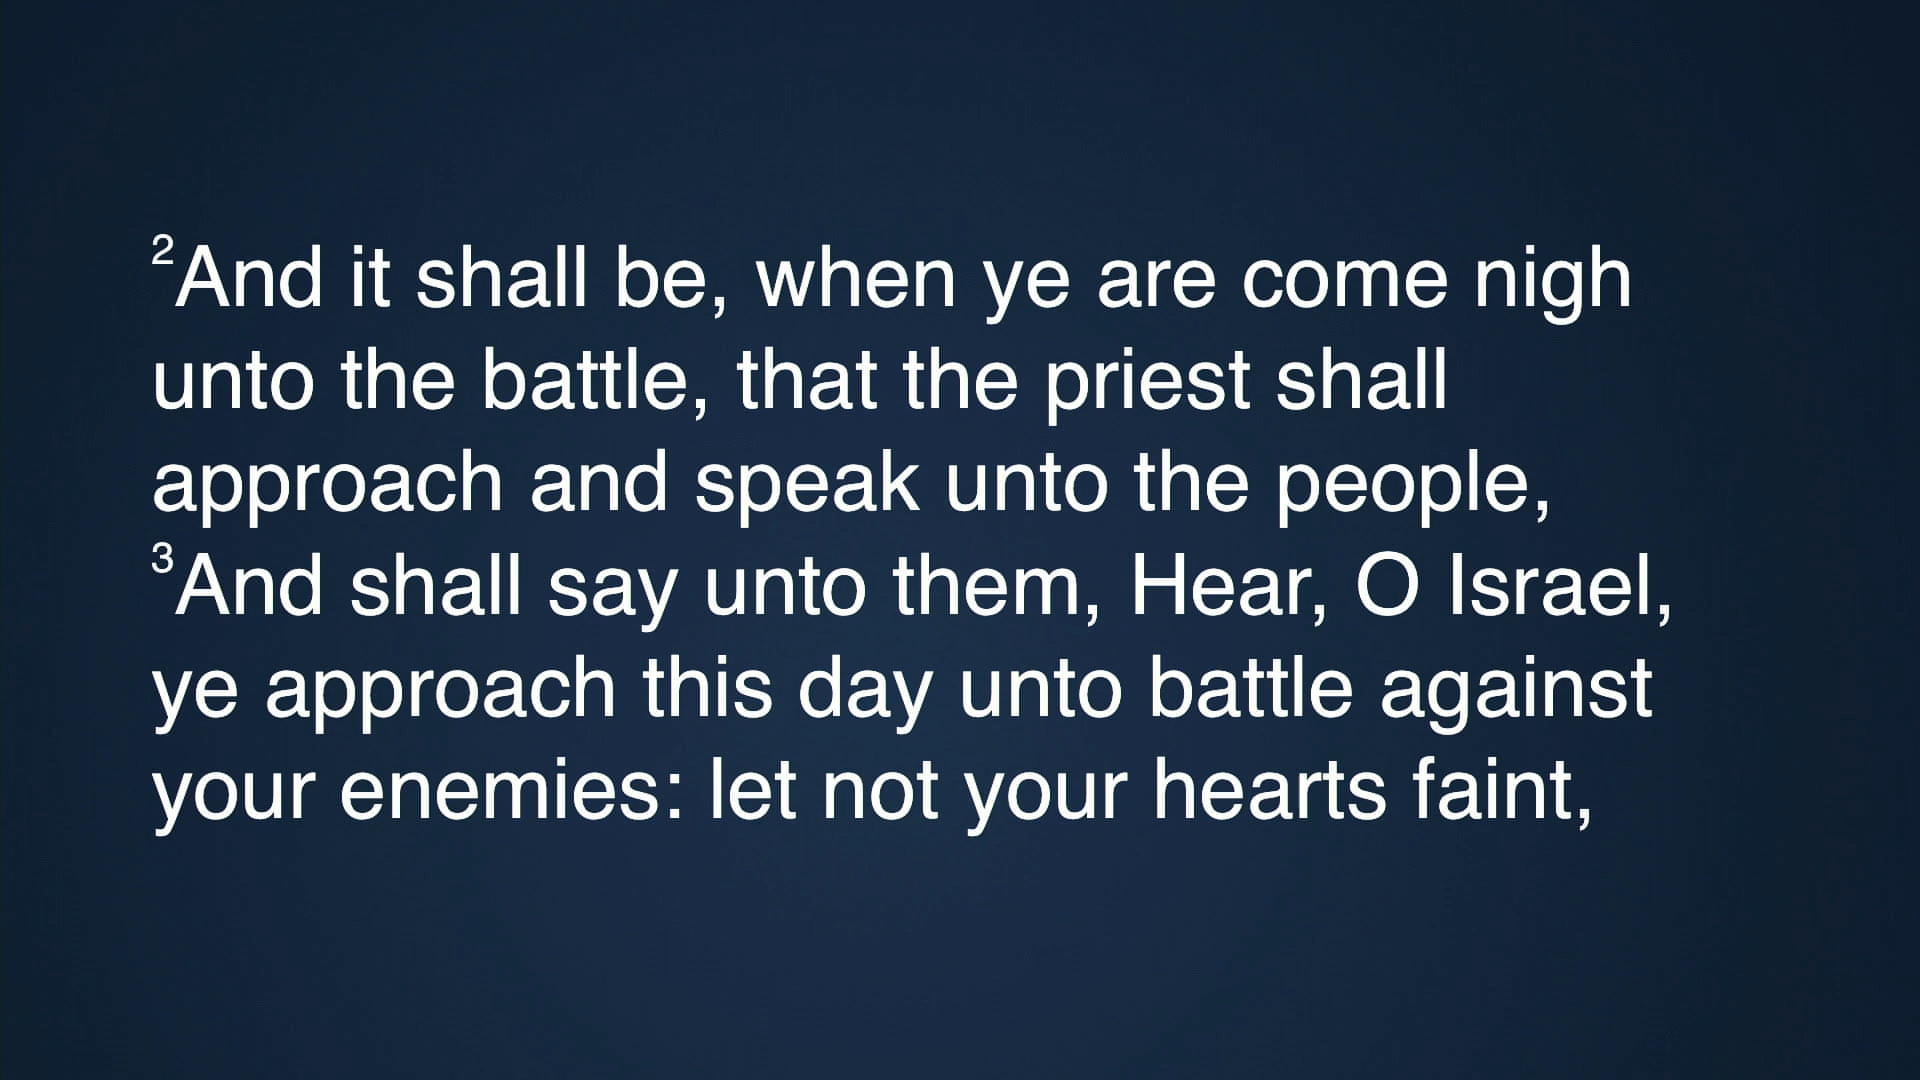 ²And it shall be, when ye are come nigh
unto the battle, that the priest shall
approach and speak unto the people,
³And shall say unto them, Hear, O Israel,
ye approach this day unto battle against
your enemies: let not your hearts faint,